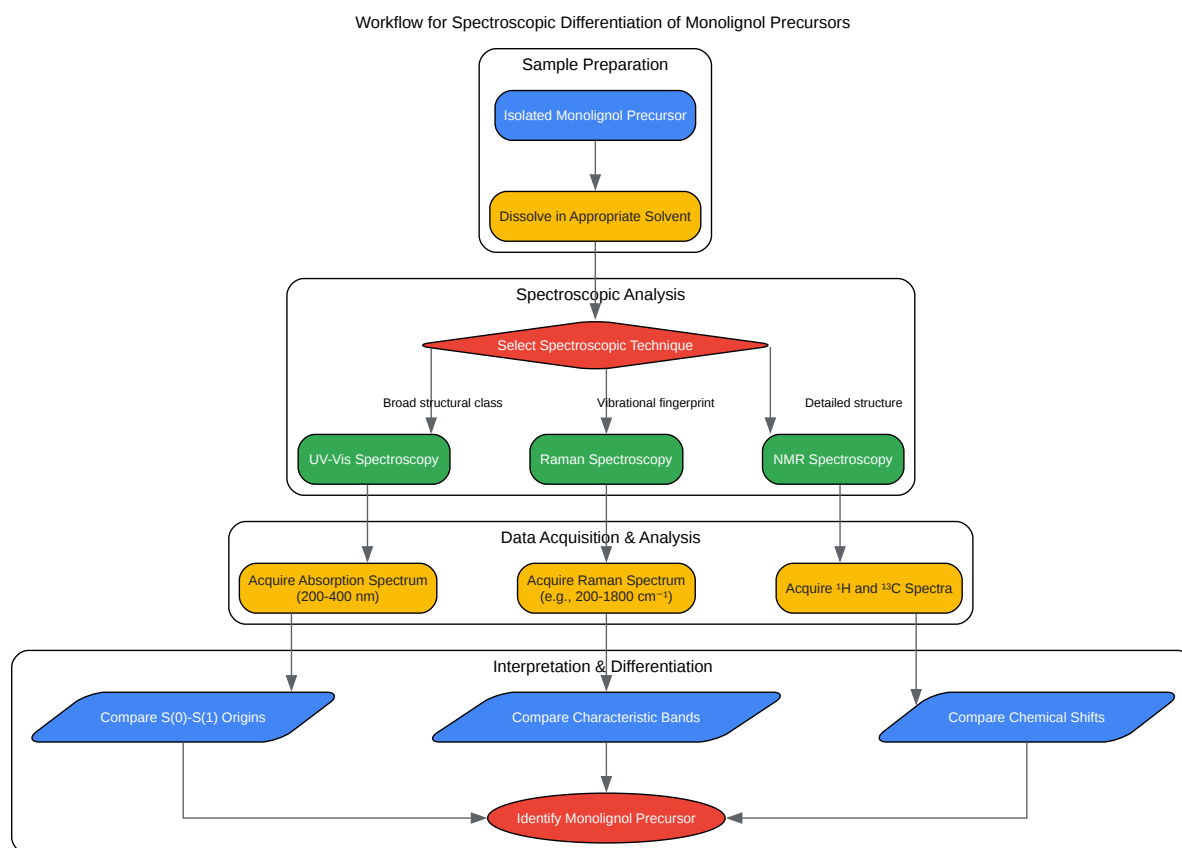 Workflow for Spectroscopic Differentiation of Monolignol Precursors
Sample Preparation
Isolated Monolignol Precursor
Dissolve in Appropriate Solvent
Spectroscopic Analysis
Select Spectroscopic Technique
Broad structural class
Vibrational fingerprint
Detailed structure
UV-Vis Spectroscopy
Raman Spectroscopy
NMR Spectroscopy
Data Acquisition & Analysis
Acquire Absorption Spectrum
(200-400 nm)
Acquire Raman Spectrum
(e.g., 200-1800 cm⁻¹)
Acquire ¹H and ¹³C Spectra
Interpretation & Differentiation
Compare S(0)-S(1) Origins
Compare Characteristic Bands
Compare Chemical Shifts
Identify Monolignol Precursor